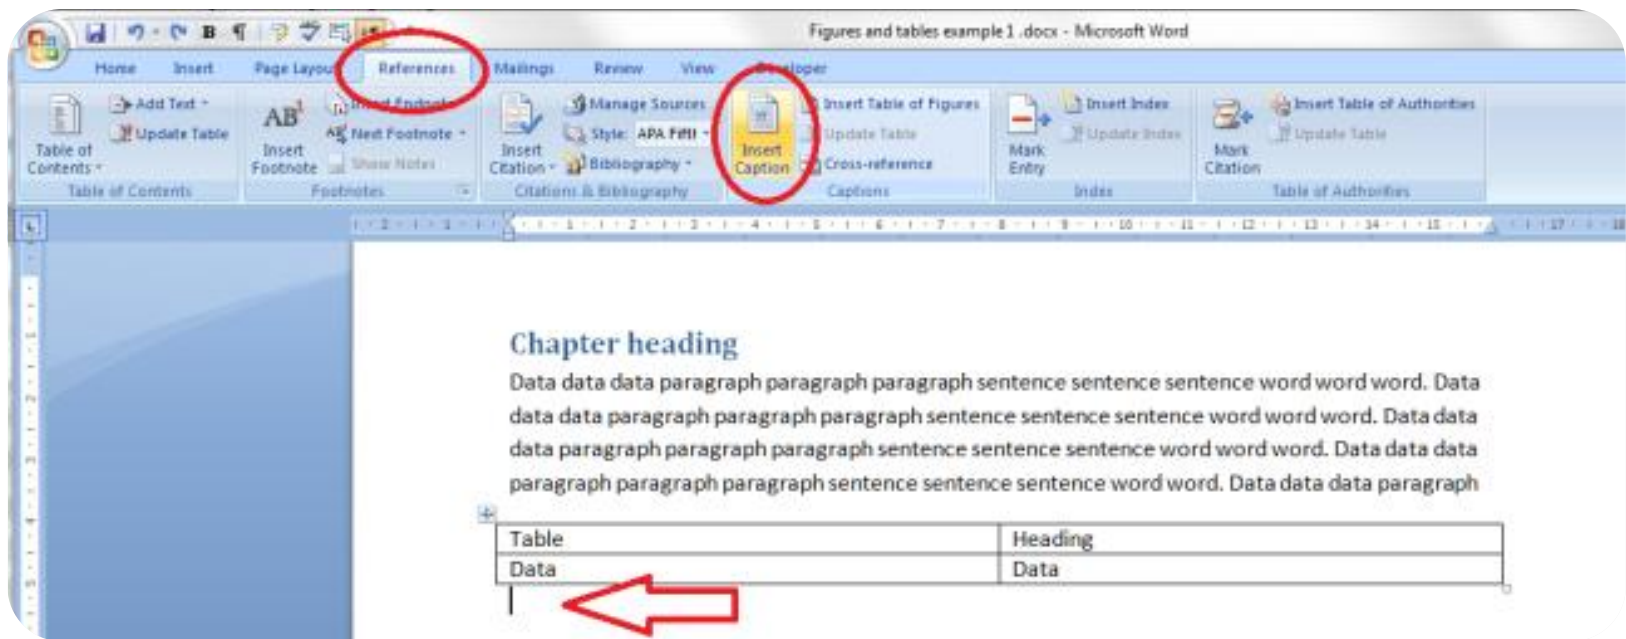 Figures and tables example 1 .docx - Microsoft Word
Home Insert Page Layout References Mailings Review View Developer
Add Text
Update Table
Table of
Contents
Table of Contents
AB1
Insert
Footnote
Insert Endnote
Next Footnote
Show Notes
Footnotes
Insert
Citation
Manage Sources
Style: APA Fifth
Bibliography
Citations & Bibliography
Insert
Caption
Insert Table of Figures
Update Table
Cross-reference
Captions
Mark
Entry
Insert Index
Update Index
Index
Mark
Citation
Insert Table of Authorities
Update Table
Table of Authorities
Chapter heading
Data data data paragraph paragraph paragraph sentence sentence sentence word word word. Data
data data paragraph paragraph paragraph sentence sentence sentence word word word. Data data
data paragraph paragraph paragraph sentence sentence sentence word word word. Data data data
paragraph paragraph paragraph sentence sentence sentence word word. Data data data paragraph
Table Heading
Data Data